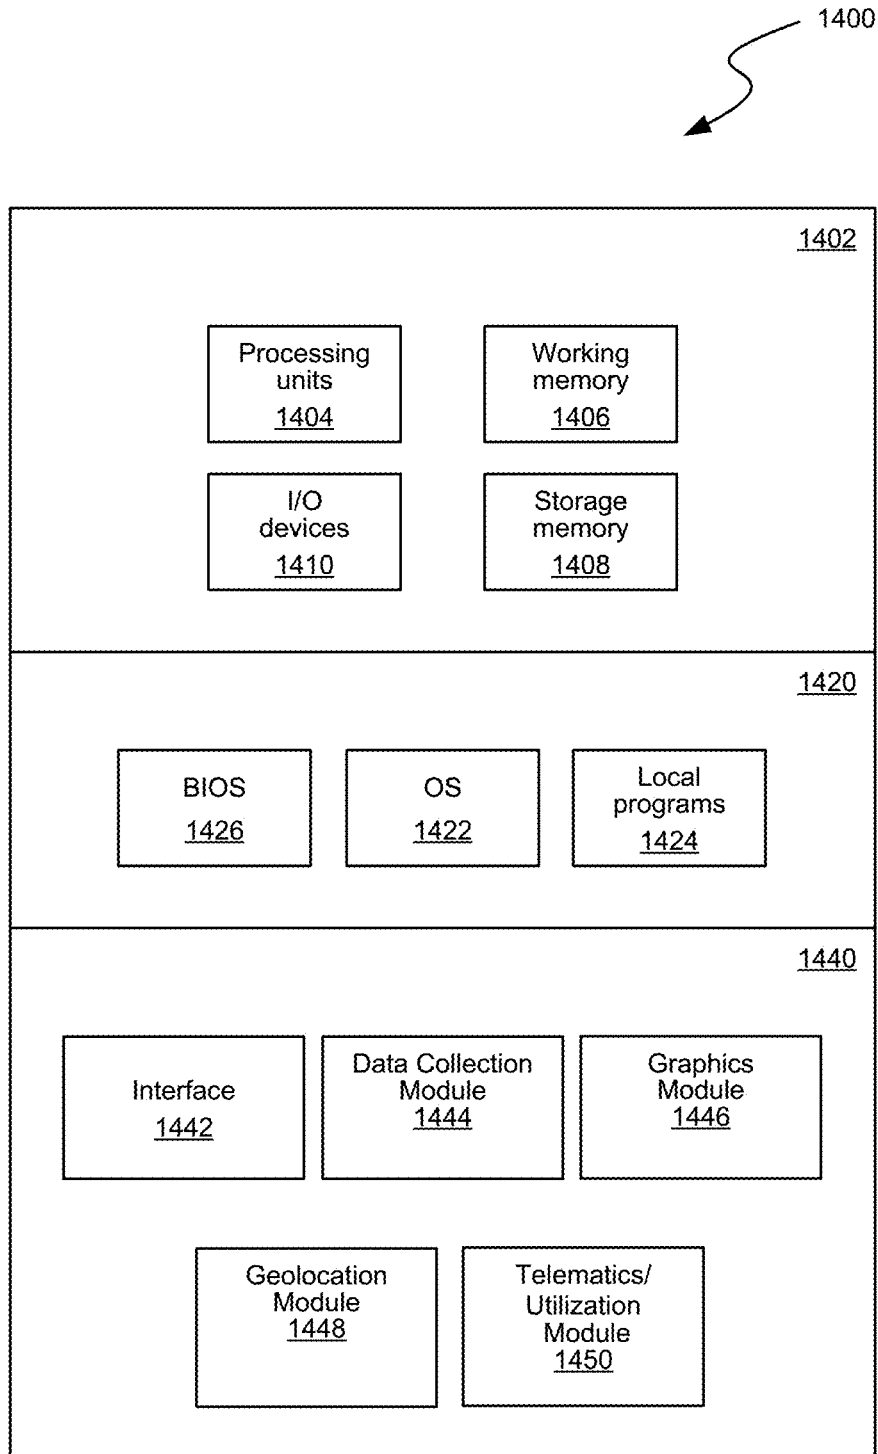 1400
1402
Processing
units
1404
Working
memory
1406
I/O
devices
1410
Storage
memory
1408
1420
BIOS
1426
OS
1422
Local
programs
1424
1440
Interface
1442
Data Collection
Module
1444
Graphics
Module
1446
Geolocation
Module
1448
Telematics/
Utilization
Module
1450